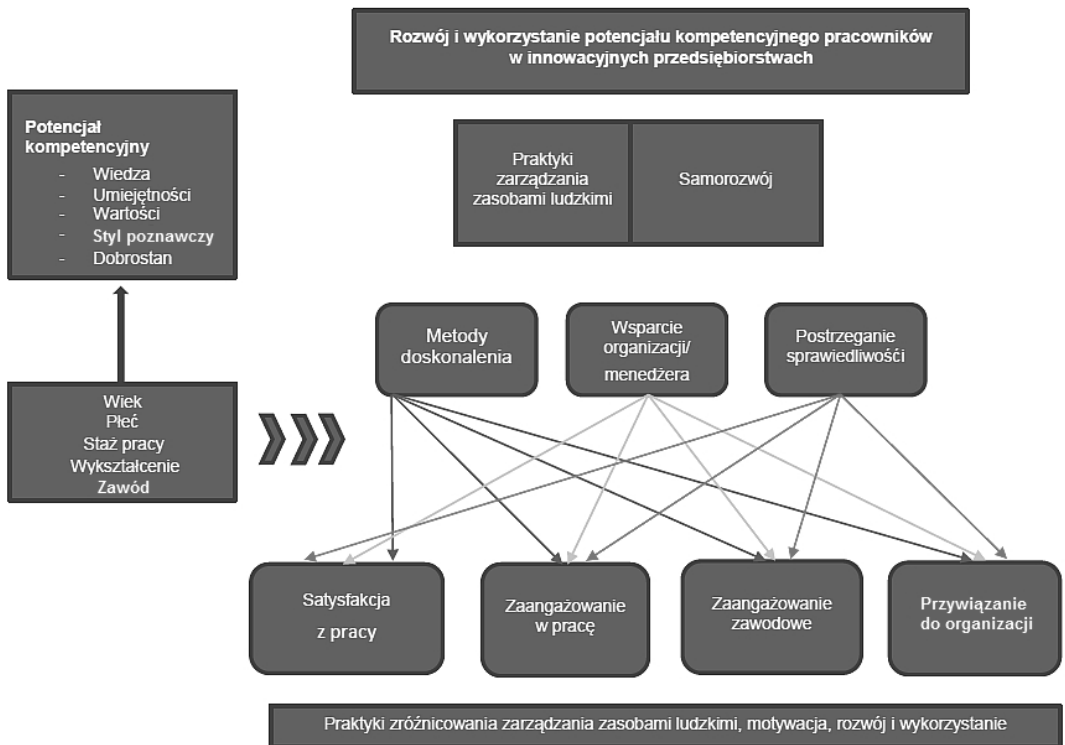 Rozwój i wykorzystanie potencjału kompetencyjnego pracowników
w innowacyjnych przedsiębiorstwach
Potencjał
kompetencyjny
- Wiedza
- Umiejętności
- Wartości
- Styl poznawczy
- Dobrostan
Praktyki
zarządzania
zasobami ludzkimi
Samorozwój
Metody
doskonalenia
Wsparcie
organizacji/
menedżera
Postrzeganie
sprawiedliwośći
Wiek
Płeć
Staż pracy
Wykształcenie
Zawód
Satysfakcja
z pracy
Zaangażowanie
w pracę
Zaangażowanie
zawodowe
Przywiązanie
do organizacji
Praktyki zróżnicowania zarządzania zasobami ludzkimi, motywacja, rozwój i wykorzystanie